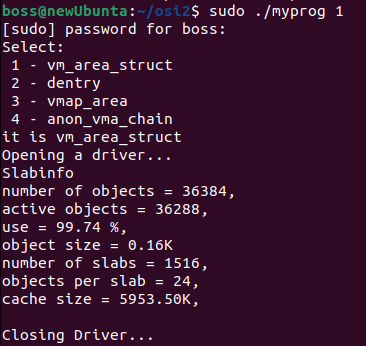 boss@newUbunta:~/osi2$ sudo ./myprog 1
[sudo] password for boss:
Select:
1 - vm_area_struct
2 - dentry
3 - vmap_area
4 - anon_vma_chain
it is vm_area_struct
Opening a driver...
Slabinfo
number of objects = 36384,
active objects = 36288,
use = 99.74 %,
object size = 0.16K
number of slabs = 1516,
objects per slab = 24,
cache size = 5953.50K,
Closing Driver...